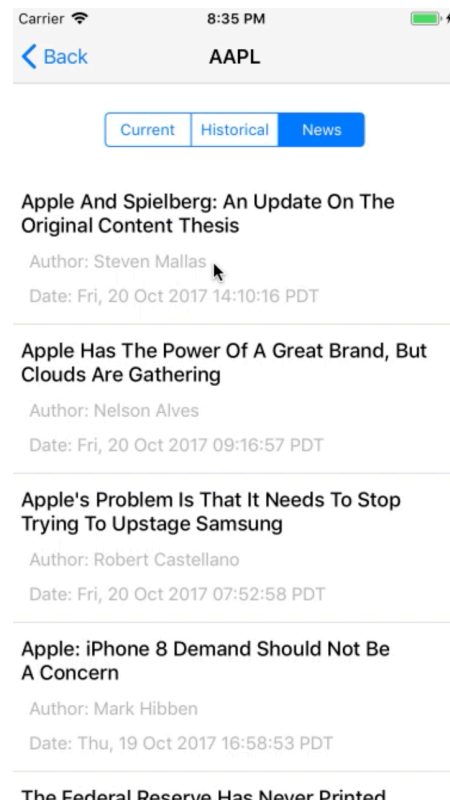 Carrier 8:35 PM
Back AAPL
Current Historical News
Apple And Spielberg: An Update On The
Original Content Thesis
Author: Steven Mallas
Date: Fri, 20 Oct 2017 14:10:16 PDT
Apple Has The Power Of A Great Brand, But
Clouds Are Gathering
Author: Nelson Alves
Date: Fri, 20 Oct 2017 09:16:57 PDT
Apple's Problem Is That It Needs To Stop
Trying To Upstage Samsung
Author: Robert Castellano
Date: Fri, 20 Oct 2017 07:52:58 PDT
Apple: iPhone 8 Demand Should Not Be
A Concern
Author: Mark Hibben
Date: Thu, 19 Oct 2017 16:58:53 PDT
The Federal Reserve Has Never Printed